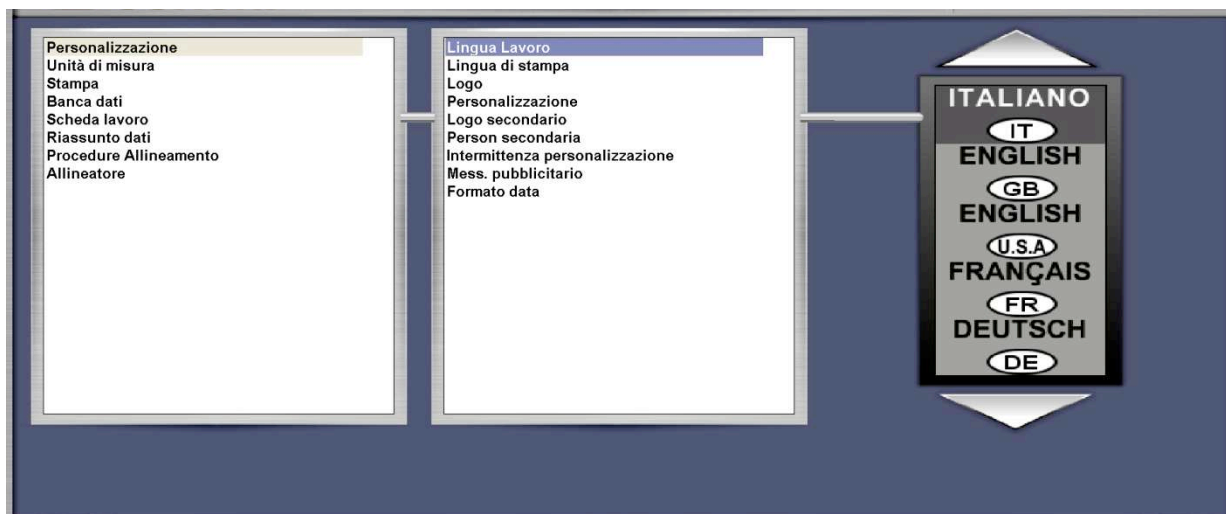 Personalizzazione
Unità di misura
Stampa
Banca dati
Scheda lavoro
Riassunto dati
Procedure Allineamento
Allineatore
Lingua Lavoro
Lingua di stampa
Logo
Personalizzazione
Logo secondario
Person secondaria
Intermittenza personalizzazione
Mess. pubblicitario
Formato data
ITALIANO
IT
ENGLISH
GB
ENGLISH
U.S.A
FRANÇAIS
FR
DEUTSCH
DE